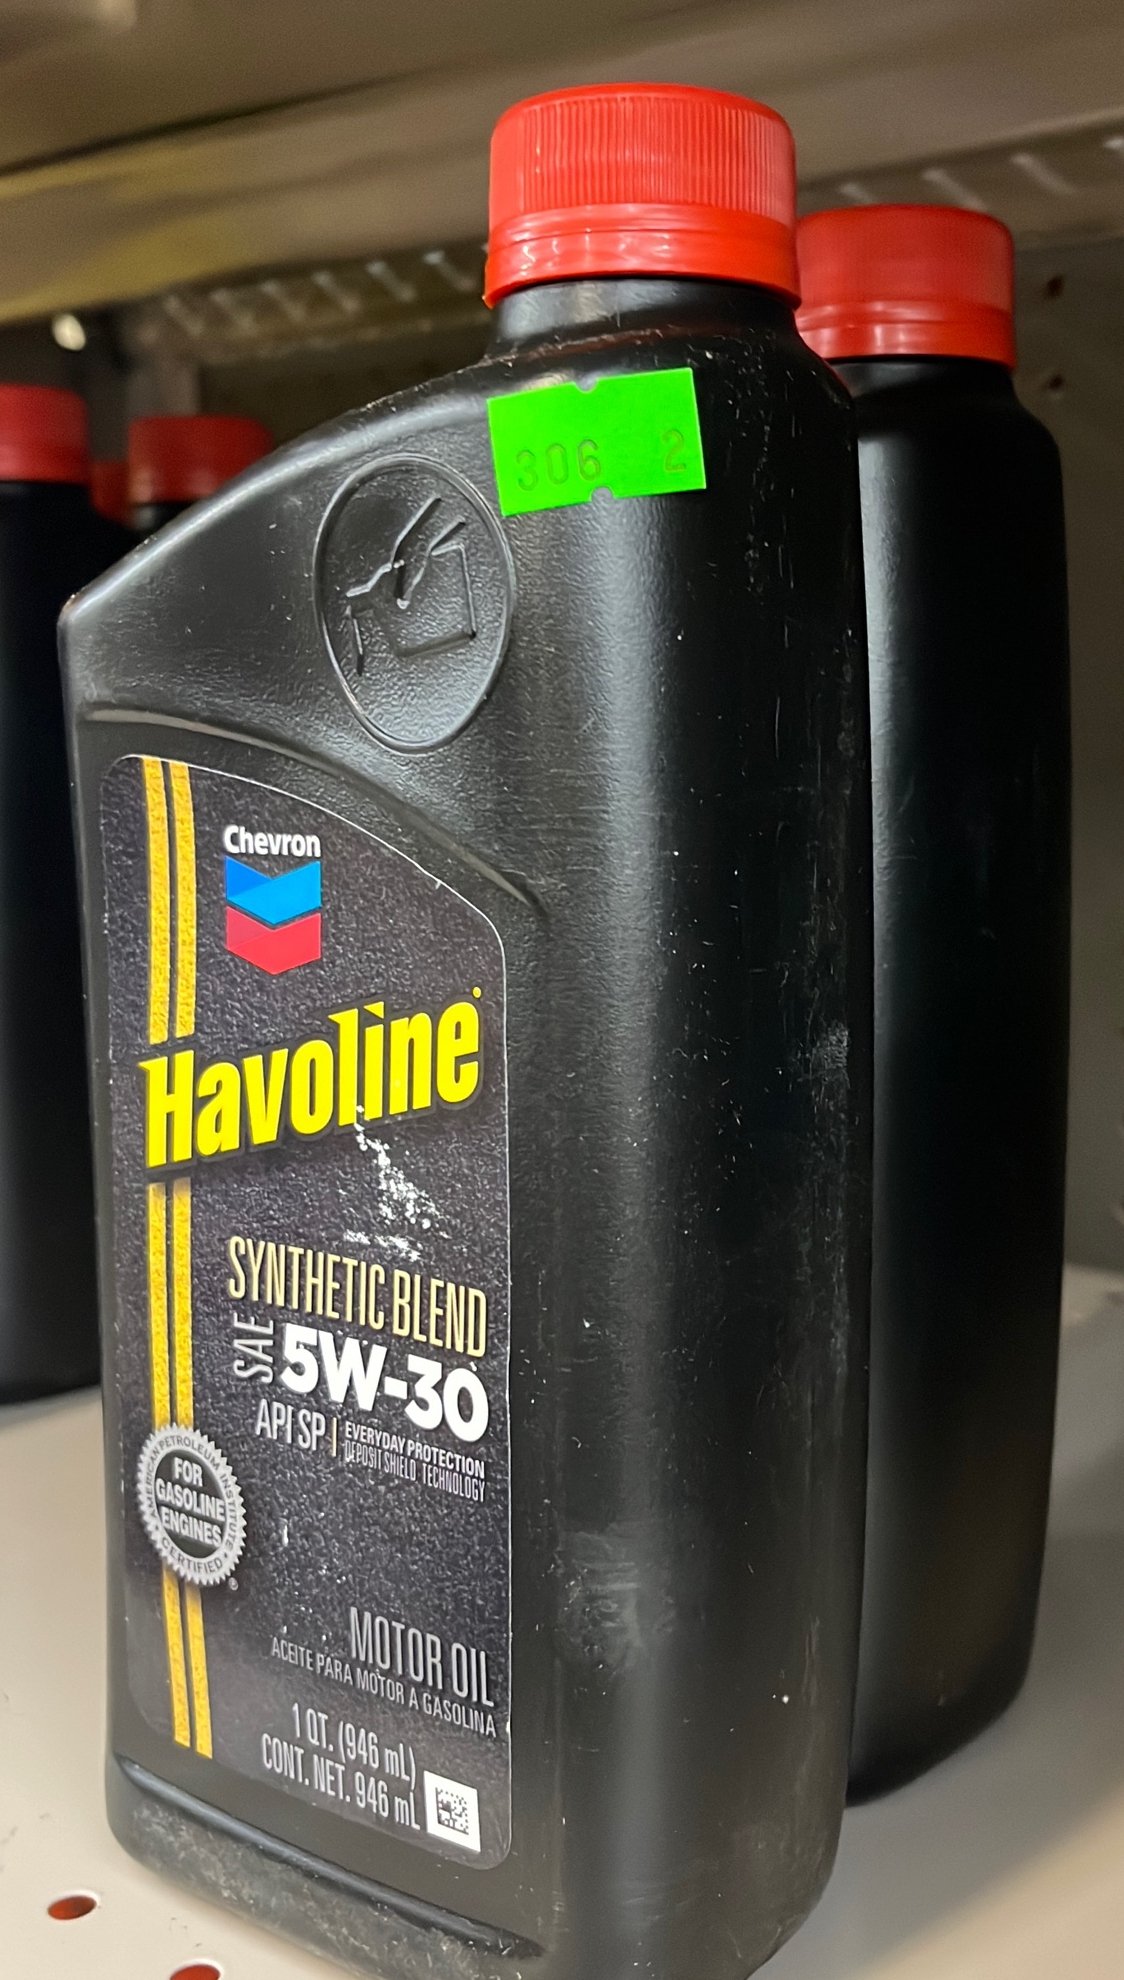 306 2
Chevron
Havoline
SYNTHETIC BLEND
SAE 5W-30
API SP | EVERYDAY PROTECTION
DEPOSIT SHIELD TECHNOLOGY
AMERICAN PETROLEUM INSTITUTE
FOR
GASOLINE
ENGINES
CERTIFIED
®
MOTOR OIL
ACEITE PARA MOTOR A GASOLINA
1 QT. (946 mL)
CONT. NET. 946 mL